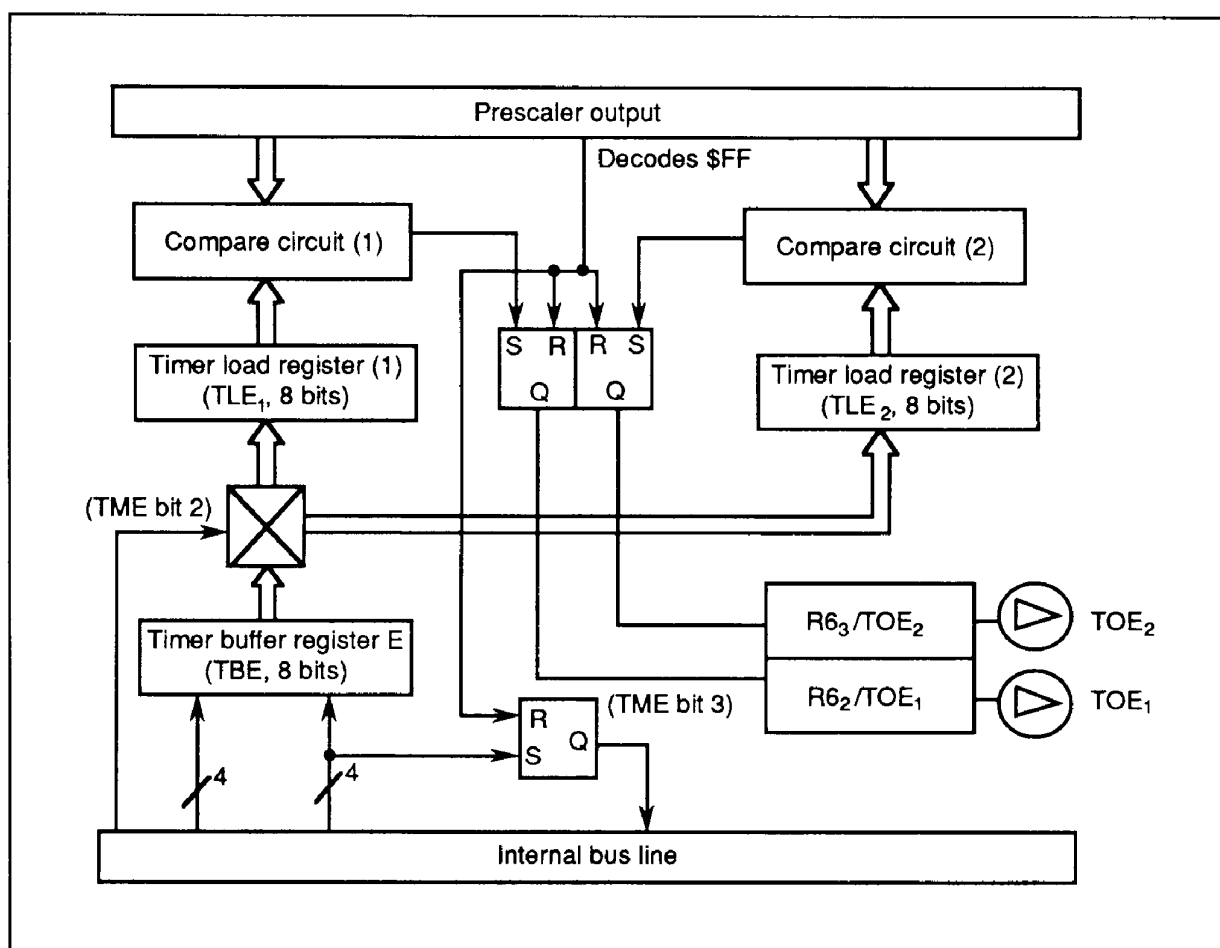 Prescaler output
Decodes $FF
Compare circuit (1)
Compare circuit (2)
S R R S
Q Q
Timer load register (1)
(TLE₁, 8 bits)
Timer load register (2)
(TLE₂, 8 bits)
(TME bit 2)
Timer buffer register E
(TBE, 8 bits)
R6₃/TOE₂
TOE₂
R6₂/TOE₁
TOE₁
(TME bit 3)
R
S
Q
4
4
Internal bus line